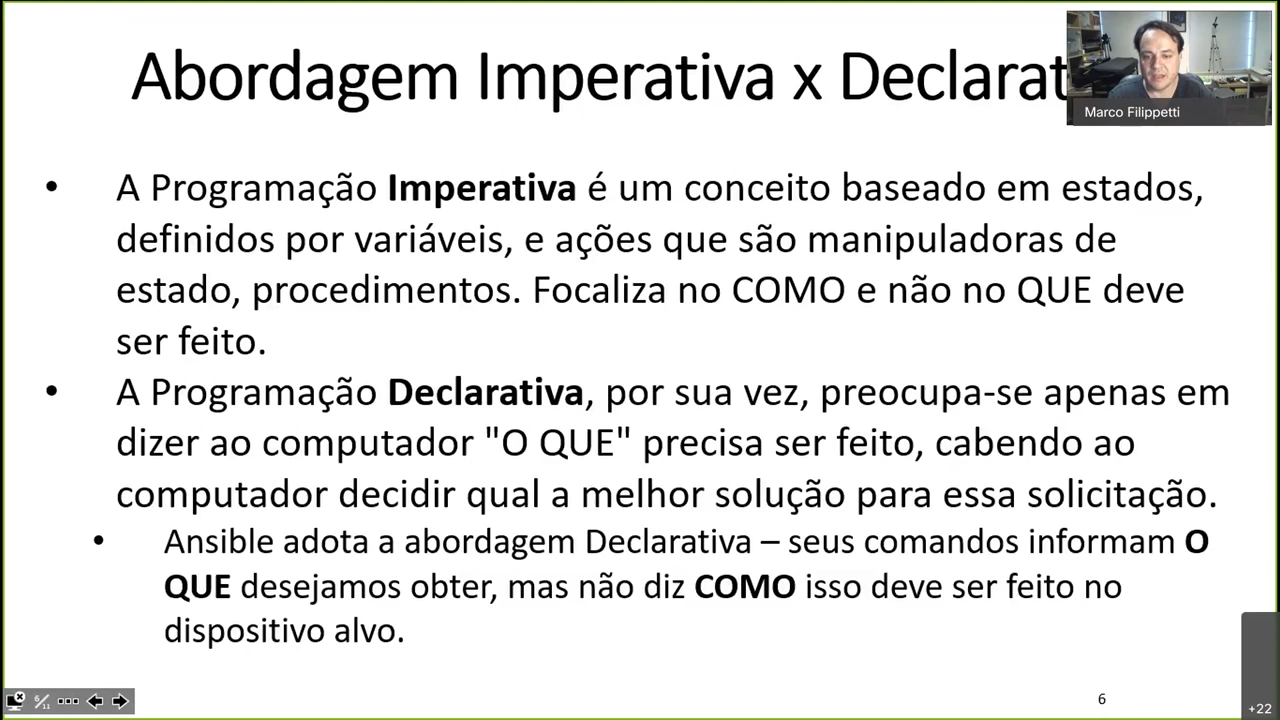 Abordagem Imperativa x Declarat
Marco Filippetti
• A Programação Imperativa é um conceito baseado em estados,
definidos por variáveis, e ações que são manipuladoras de
estado, procedimentos. Focaliza no COMO e não no QUE deve
ser feito.
• A Programação Declarativa, por sua vez, preocupa-se apenas em
dizer ao computador "O QUE" precisa ser feito, cabendo ao
computador decidir qual a melhor solução para essa solicitação.
• Ansible adota a abordagem Declarativa – seus comandos informam O
QUE desejamos obter, mas não diz COMO isso deve ser feito no
dispositivo alvo.
6/11
6
+22